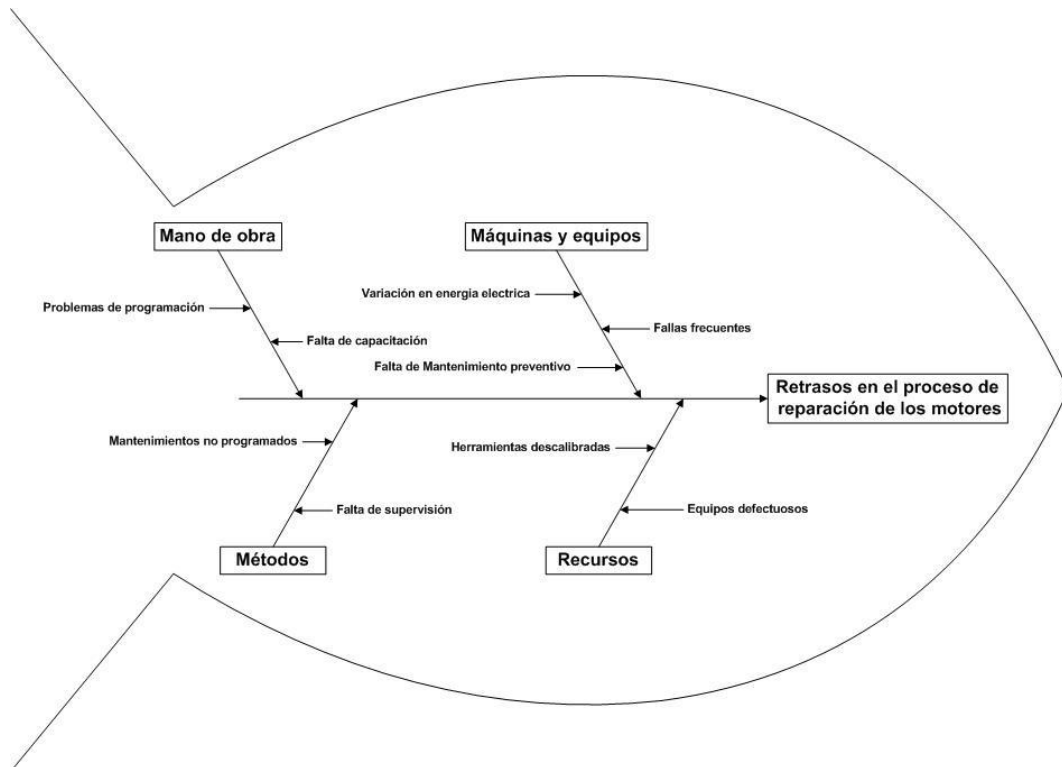 Mano de obra
Máquinas y equipos
Variación en energia electrica
Problemas de programación
Fallas frecuentes
Falta de capacitación
Falta de Mantenimiento preventivo
Retrasos en el proceso de
reparación de los motores
Mantenimientos no programados
Herramientas descalibradas
Falta de supervisión
Equipos defectuosos
Métodos
Recursos